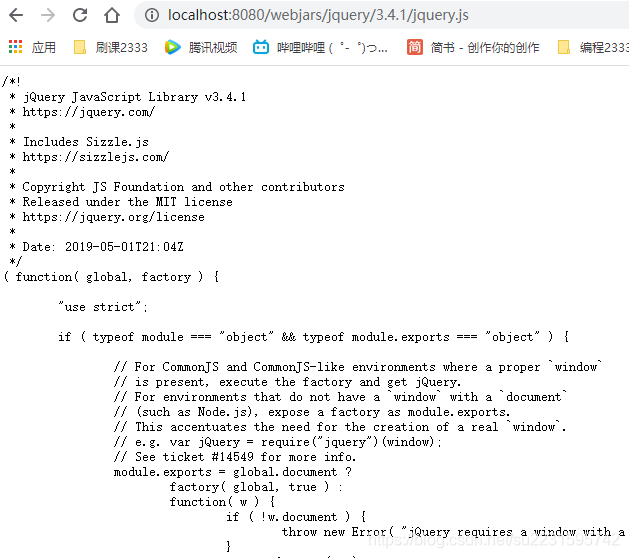 localhost:8080/webjars/jquery/3.4.1/jquery.js
应用 刷课2333 腾讯视频 哔哩哔哩 ( ゜- ゜)つ... 简 简书 - 创作你的创作 编程2333
/*!
 * jQuery JavaScript Library v3.4.1
 * https://jquery.com/
 *
 * Includes Sizzle.js
 * https://sizzlejs.com/
 *
 * Copyright JS Foundation and other contributors
 * Released under the MIT license
 * https://jquery.org/license
 *
 * Date: 2019-05-01T21:04Z
 */
( function( global, factory ) {
"use strict";
if ( typeof module === "object" && typeof module.exports === "object" ) {
// For CommonJS and CommonJS-like environments where a proper `window`
// is present, execute the factory and get jQuery.
// For environments that do not have a `window` with a `document`
// (such as Node.js), expose a factory as module.exports.
// This accentuates the need for the creation of a real `window`.
// e.g. var jQuery = require("jquery")(window);
// See ticket #14549 for more info.
module.exports = global.document ?
factory( global, true ) :
function( w ) {
if ( !w.document ) {
throw new Error( "jQuery requires a window with a
}